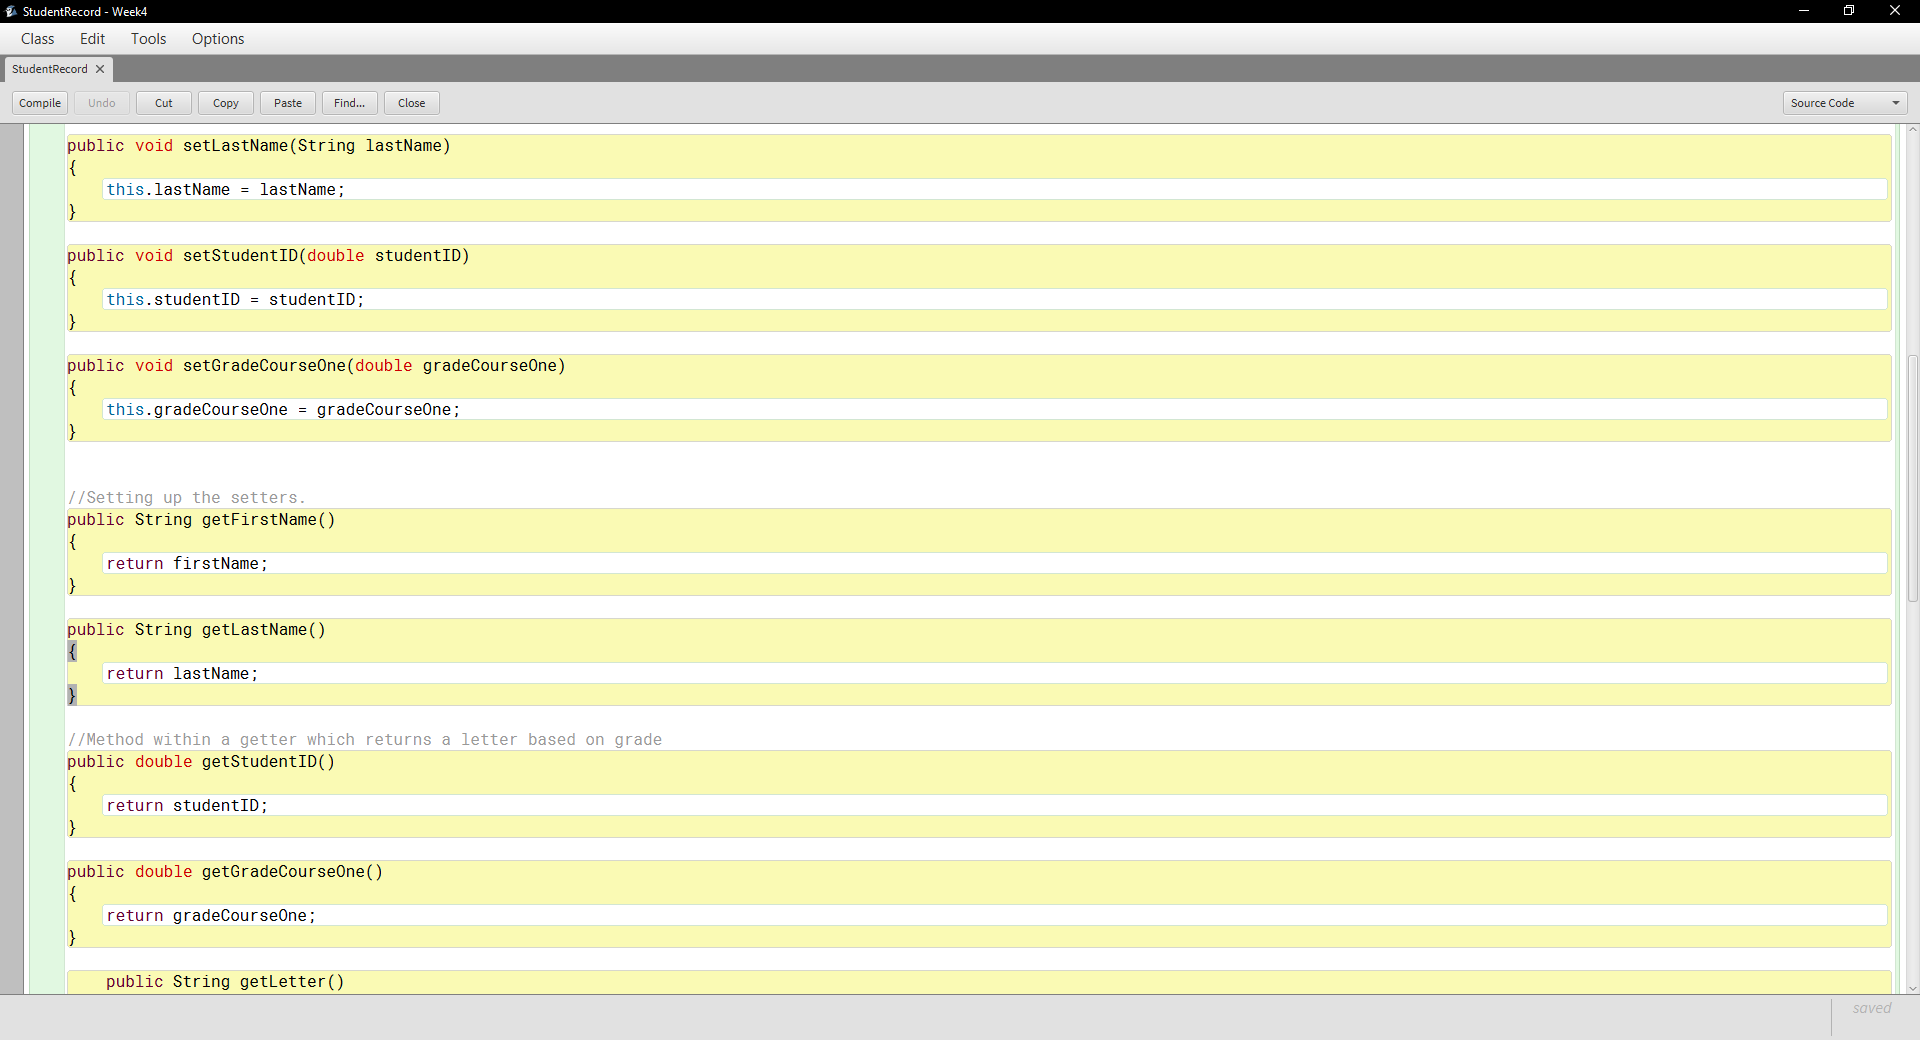 StudentRecord - Week4
Class Edit Tools Options
StudentRecord
Compile Undo Cut Copy Paste Find... Close Source Code
public void setLastName(String lastName)
{
this.lastName = lastName;
}
public void setStudentID(double studentID)
{
this.studentID = studentID;
}
public void setGradeCourseOne(double gradeCourseOne)
{
this.gradeCourseOne = gradeCourseOne;
}
//Setting up the setters.
public String getFirstName()
{
return firstName;
}
public String getLastName()
{
return lastName;
}
//Method within a getter which returns a letter based on grade
public double getStudentID()
{
return studentID;
}
public double getGradeCourseOne()
{
return gradeCourseOne;
}
public String getLetter()
saved